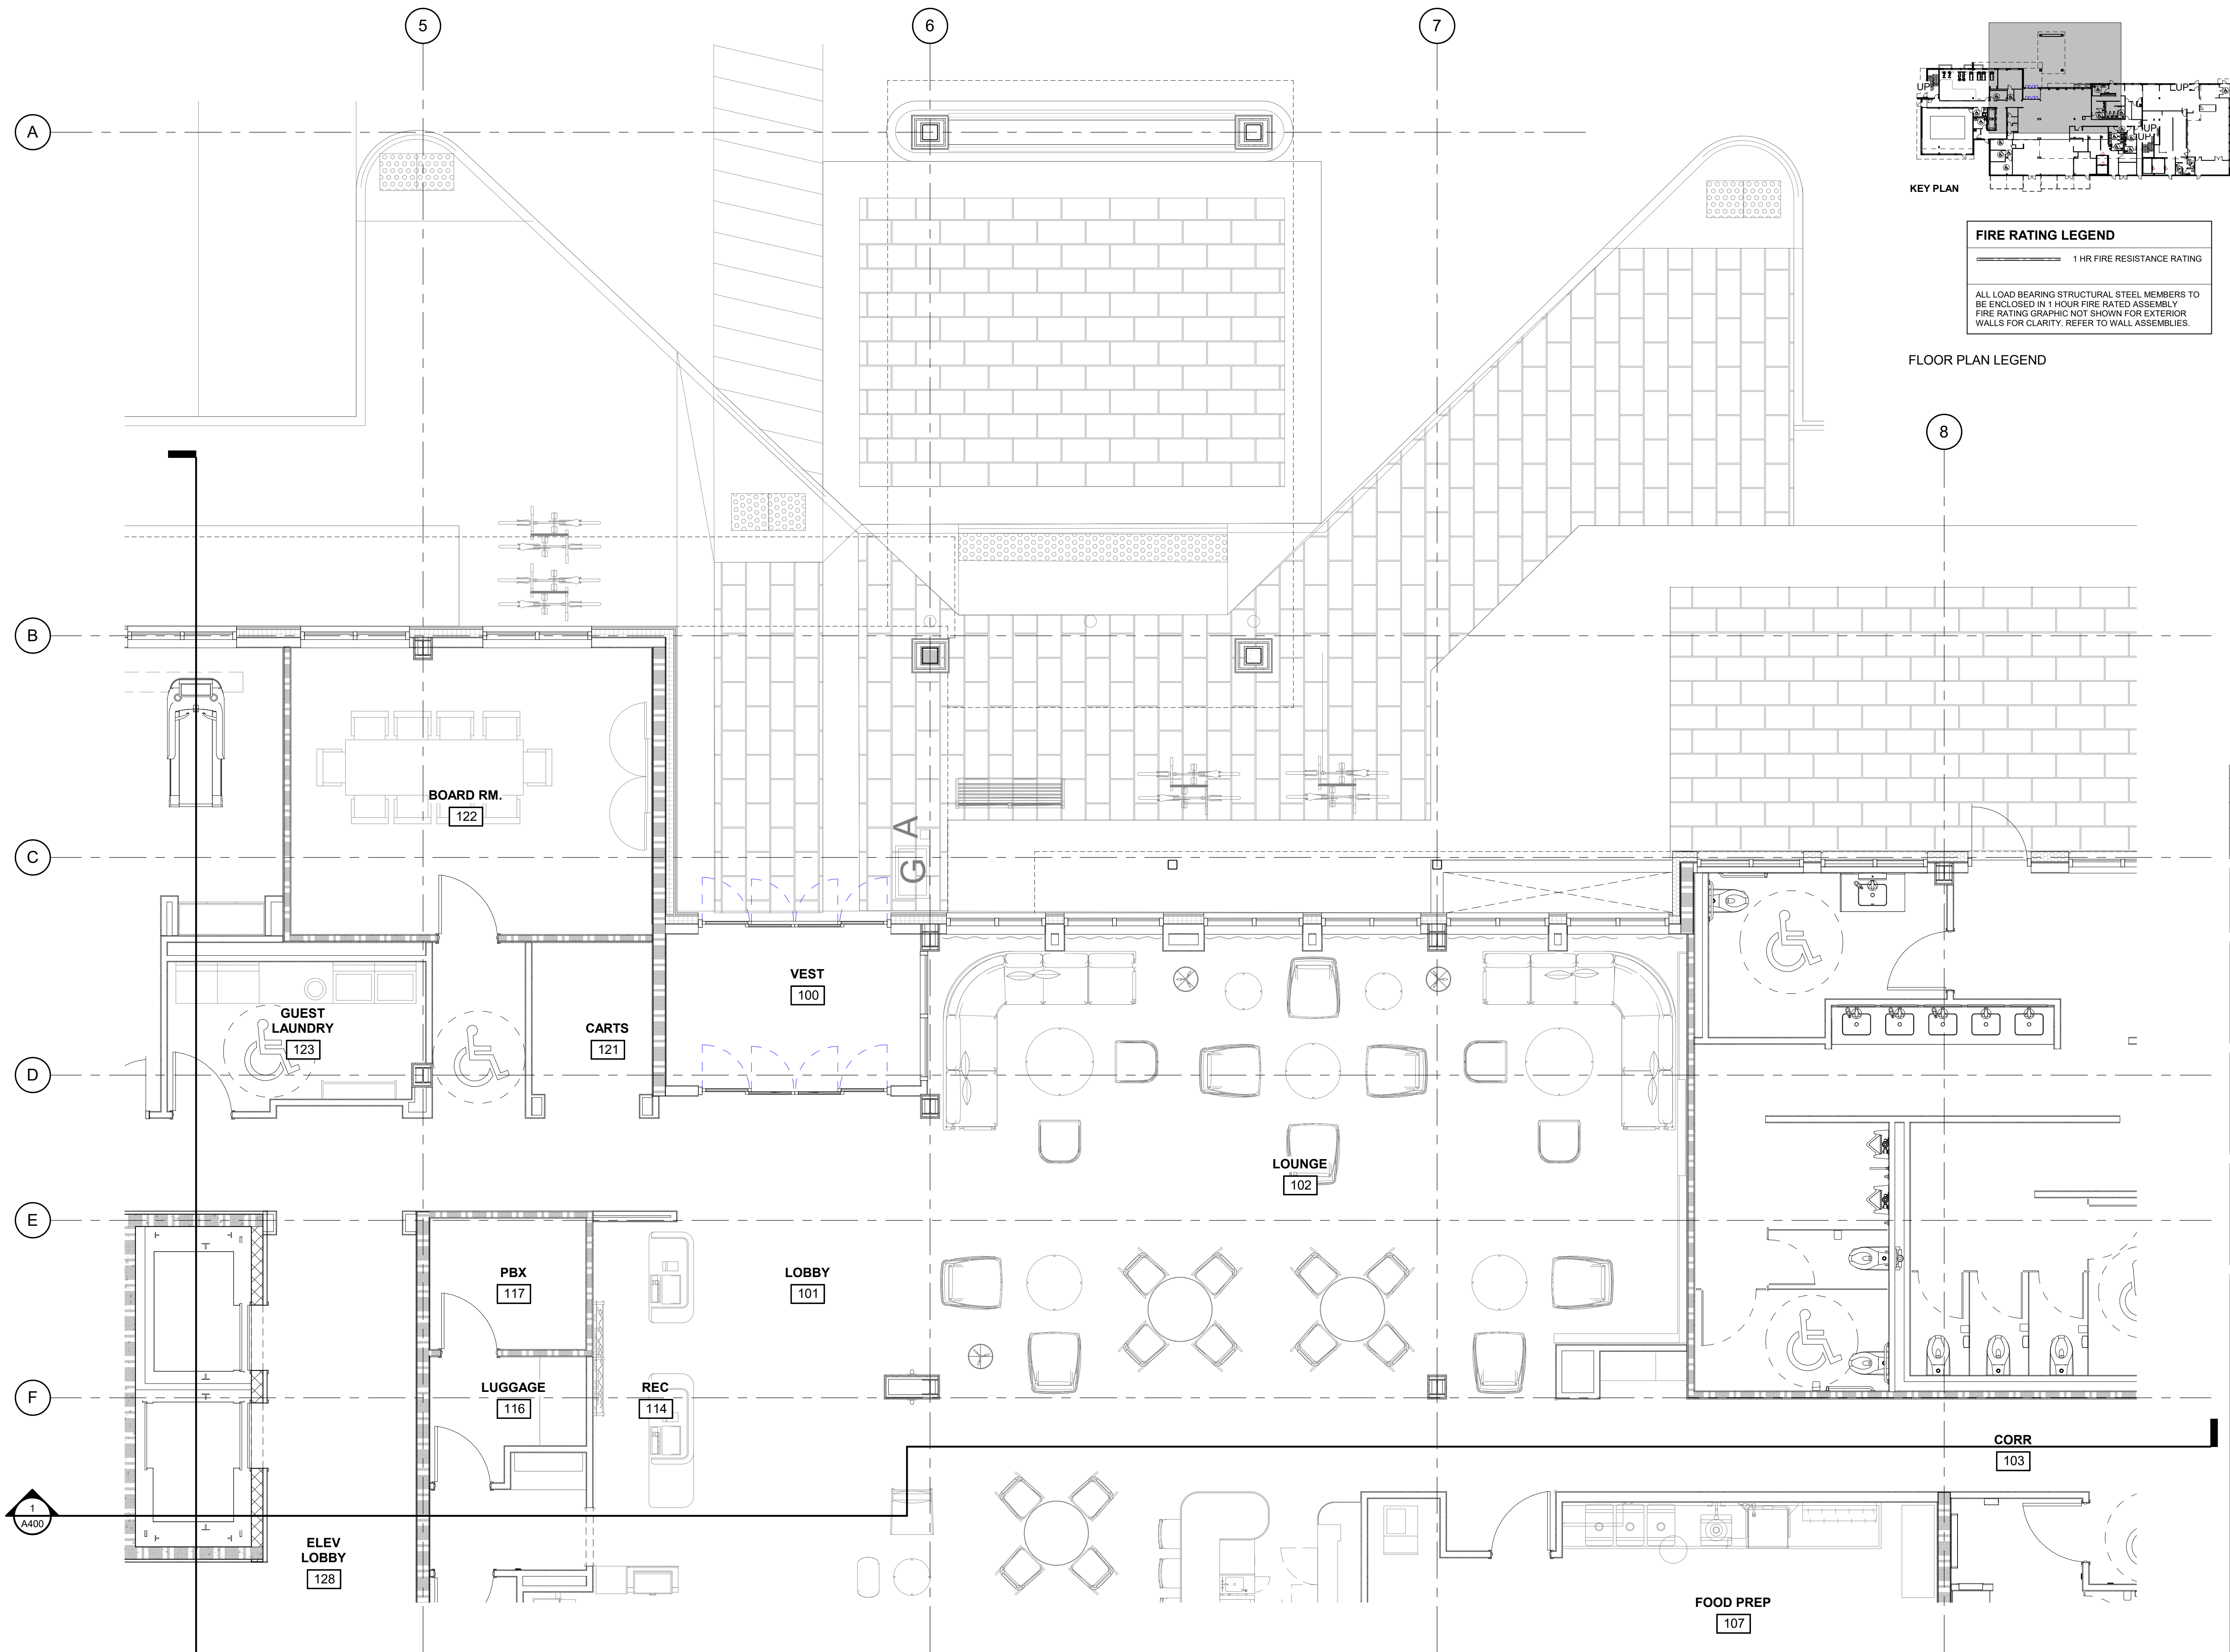 5
6
7
A
UP
UP
UP
UP
KEY PLAN
FIRE RATING LEGEND
1 HR FIRE RESISTANCE RATING
ALL LOAD BEARING STRUCTURAL STEEL MEMBERS TO
BE ENCLOSED IN 1 HOUR FIRE RATED ASSEMBLY
FIRE RATING GRAPHIC NOT SHOWN FOR EXTERIOR
WALLS FOR CLARITY. REFER TO WALL ASSEMBLIES.
FLOOR PLAN LEGEND
8
B
BOARD RM.
122
G A
C
VEST
100
GUEST
LAUNDRY
123
CARTS
121
D
LOUNGE
102
E
PBX
117
LOBBY
101
F
LUGGAGE
116
REC
114
CORR
103
1
A400
ELEV
LOBBY
128
FOOD PREP
107